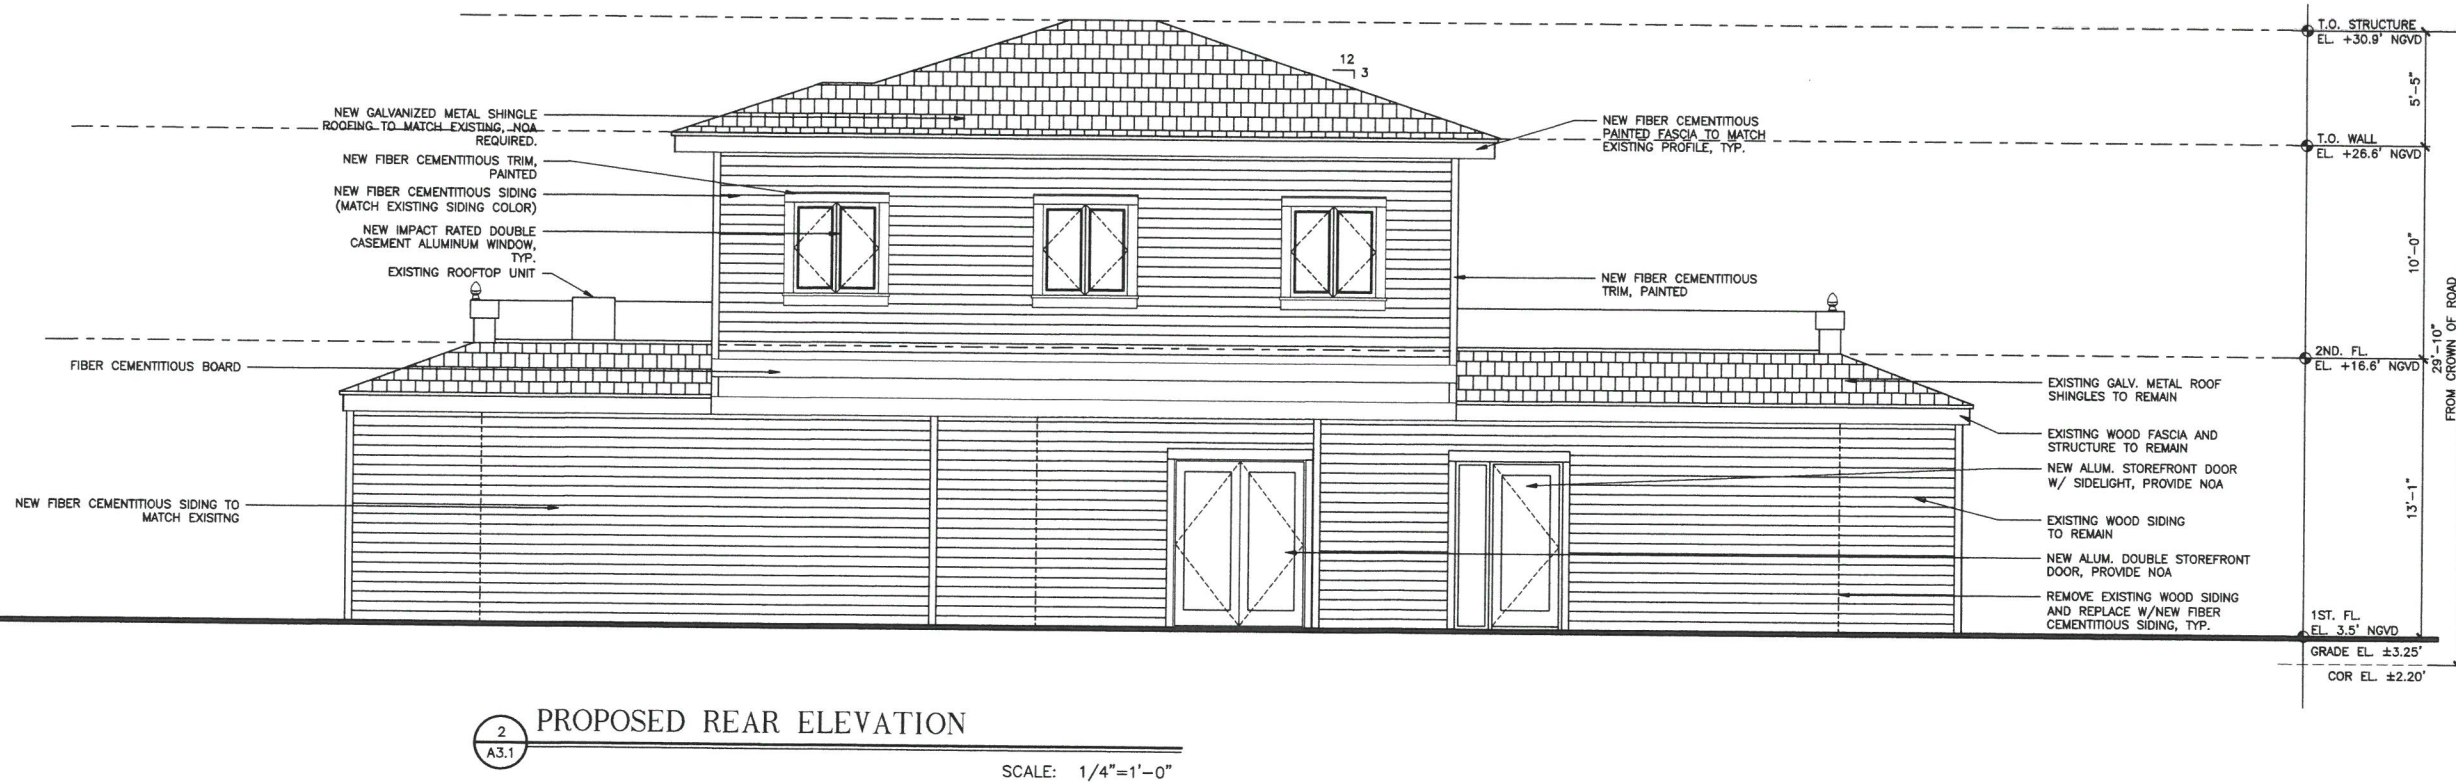 NEW GALVANIZED METAL SHINGLE
ROOFING TO MATCH EXISTING, NOA
REQUIRED.
NEW FIBER CEMENTITIOUS TRIM,
PAINTED
NEW FIBER CEMENTITIOUS SIDING
(MATCH EXISTING SIDING COLOR)
NEW IMPACT RATED DOUBLE
CASEMENT ALUMINUM WINDOW,
TYP.
EXISTING ROOFTOP UNIT
FIBER CEMENTITIOUS BOARD
NEW FIBER CEMENTITIOUS SIDING TO
MATCH EXISITNG
12
3
NEW FIBER CEMENTITIOUS
PAINTED FASCIA TO MATCH
EXISTING PROFILE, TYP.
NEW FIBER CEMENTITIOUS
TRIM, PAINTED
EXISTING GALV. METAL ROOF
SHINGLES TO REMAIN
EXISTING WOOD FASCIA AND
STRUCTURE TO REMAIN
NEW ALUM. STOREFRONT DOOR
W/ SIDELIGHT, PROVIDE NOA
EXISTING WOOD SIDING
TO REMAIN
NEW ALUM. DOUBLE STOREFRONT
DOOR, PROVIDE NOA
REMOVE EXISTING WOOD SIDING
AND REPLACE W/NEW FIBER
CEMENTITIOUS SIDING, TYP.
T.O. STRUCTURE
EL. +30.9' NGVD
5'-5"
T.O. WALL
EL. +26.6' NGVD
10'-0"
2ND. FL.
EL. +16.6' NGVD
13'-1"
29'-10"
FROM CROWN OF ROAD
1ST. FL.
EL. 3.5' NGVD
GRADE EL. ±3.25'
COR EL. ±2.20'
2
A3.1
PROPOSED REAR ELEVATION
SCALE: 1/4"=1'-0"